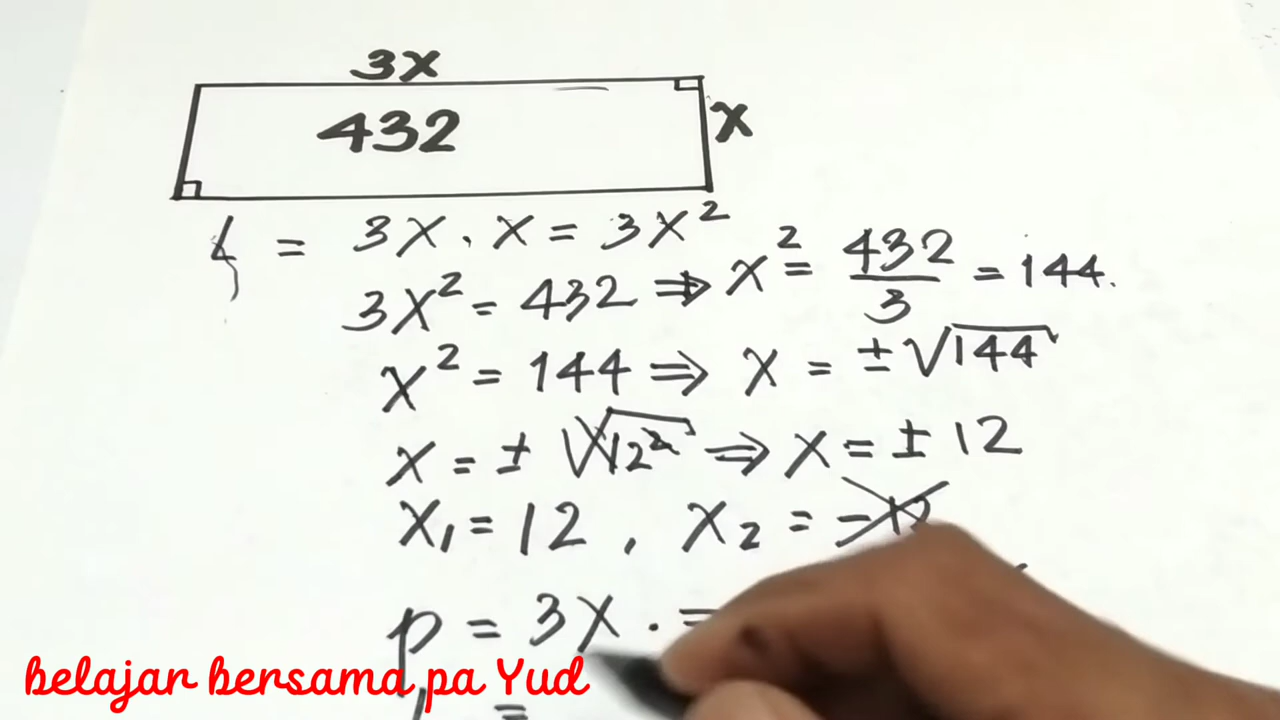 3x
432
x
= 3x . x = 3x²
3x² = 432 ⇒ x² = 432/3 = 144.
x² = 144 ⇒ x = ±√144
x = ±√12² ⇒ x = ± 12
x₁ = 12 , x₂ = -12
p = 3x . =
belajar bersama pa Yud
=